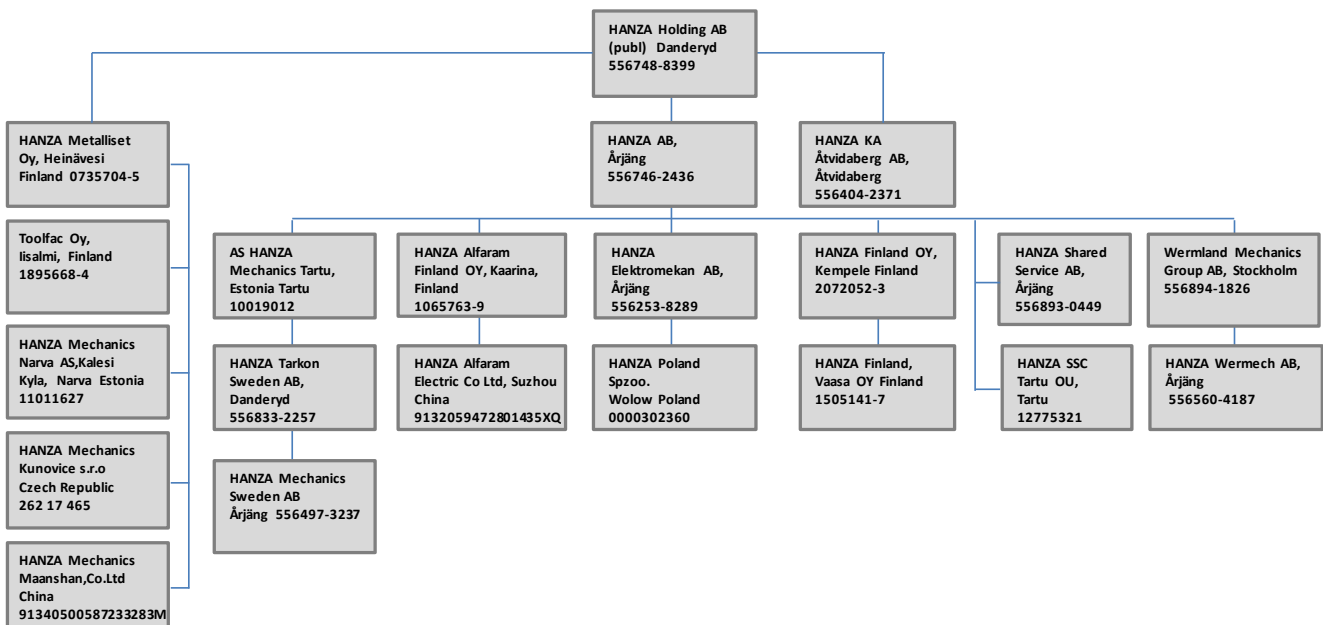 HANZA Holding AB
(publ) Danderyd
556748-8399
HANZA Metalliset
Oy, Heinävesi
Finland 0735704-5
HANZA AB,
Årjäng
556746-2436
HANZA KA
Åtvidaberg AB,
Åtvidaberg
556404-2371
Toolfac Oy,
Iisalmi, Finland
1895668-4
AS HANZA
Mechanics Tartu,
Estonia Tartu
10019012
HANZA Alfaram
Finland OY, Kaarina,
Finland
1065763-9
HANZA
Elektromekan AB,
Årjäng
556253-8289
HANZA Finland OY,
Kempele Finland
2072052-3
HANZA Shared
Service AB,
Årjäng
556893-0449
Wermland Mechanics
Group AB, Stockholm
556894-1826
HANZA Mechanics
Narva AS,Kalesi
Kyla, Narva Estonia
11011627
HANZA Tarkon
Sweden AB,
Danderyd
556833-2257
HANZA Alfaram
Electric Co Ltd, Suzhou
China
9132059472801435XQ
HANZA Poland
Spzoo.
Wolow Poland
0000302360
HANZA Finland,
Vaasa OY Finland
1505141-7
HANZA SSC
Tartu OU,
Tartu
12775321
HANZA Wermech AB,
Årjäng
556560-4187
HANZA Mechanics
Kunovice s.r.o
Czech Republic
262 17 465
HANZA Mechanics
Sweden AB
Årjäng 556497-3237
HANZA Mechanics
Maanshan,Co.Ltd
China
91340500587233283M